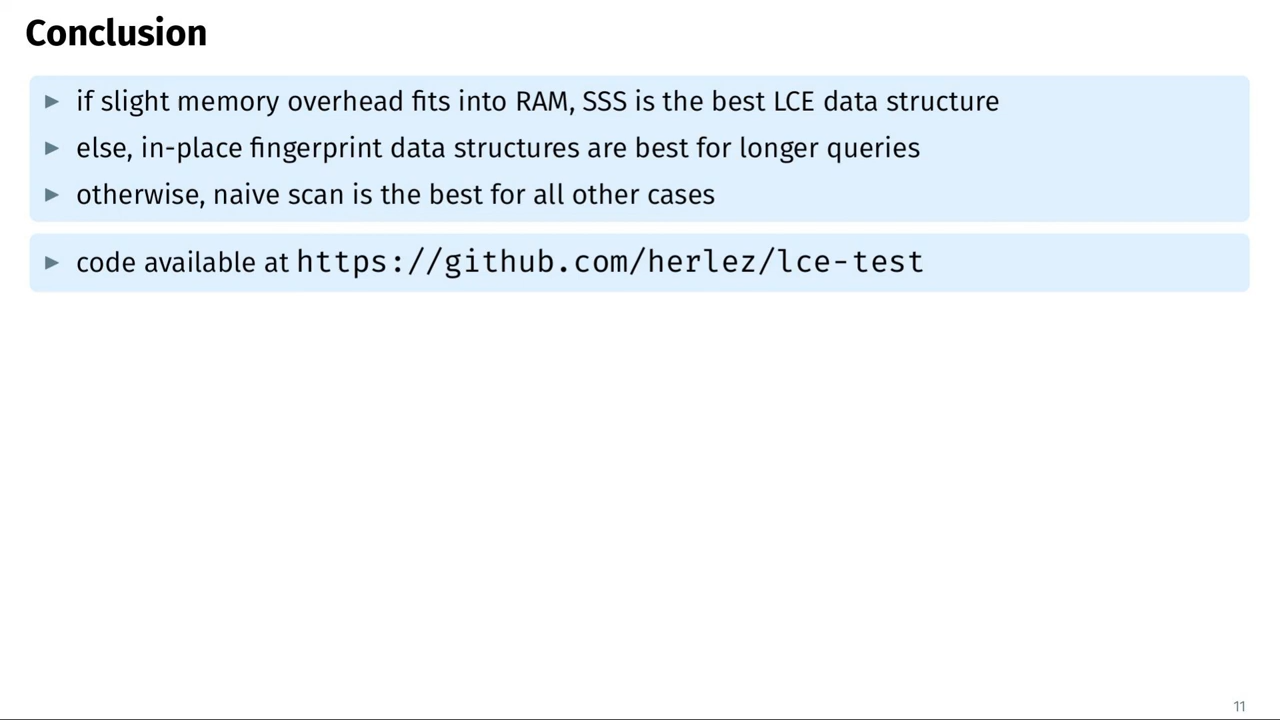 Conclusion
▶ if slight memory overhead fits into RAM, SSS is the best LCE data structure
▶ else, in-place fingerprint data structures are best for longer queries
▶ otherwise, naive scan is the best for all other cases
▶ code available at https://github.com/herlez/lce-test
11